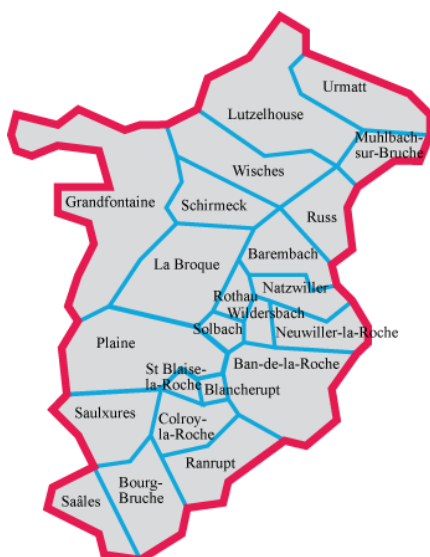 Urmatt
Lutzelhouse
Muhlbach-
sur-Bruche
Wisches
Grandfontaine
Schirmeck
Russ
Barembach
La Broque
Natzwiller
Rothau
Wildersbach
Solbach
Neuwiller-la-Roche
Plaine
Ban-de-la-Roche
St Blaise-
la-Roche
Blancherupt
Saulxures
Colroy-
la-Roche
Ranrupt
Bourg-
Bruche
Saâles